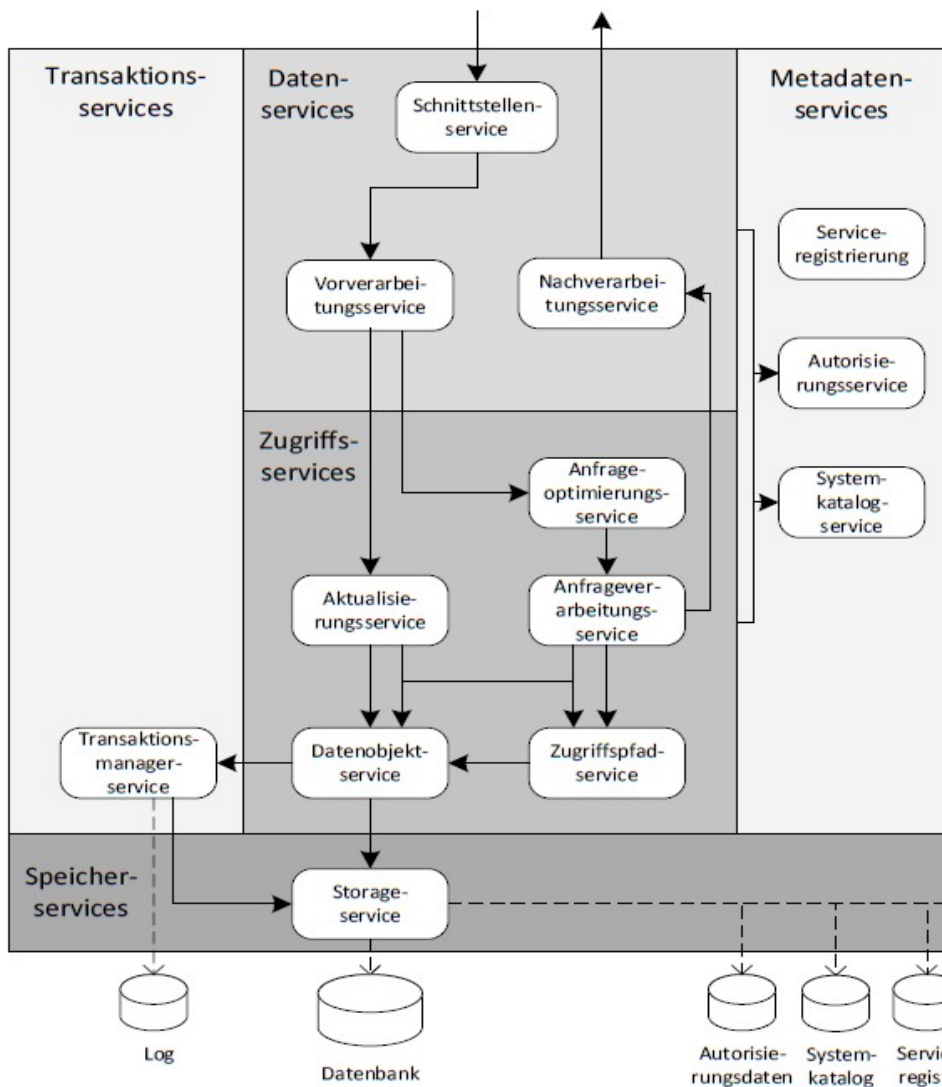 Transaktions-
services
Daten-
services
Metadaten-
services
Schnittstellen-
service
Service-
registrierung
Vorverarbei-
tungsservice
Nachverarbei-
tungsservice
Autorisie-
rungsservice
Zugriffs-
services
Anfrage-
optimierungs-
service
System-
katalog-
service
Aktualisie-
rungsservice
Anfragever-
arbeitungs-
service
Transaktions-
manager-
service
Datenobjekt-
service
Zugriffspfad-
service
Speicher-
services
Storage-
service
Log
Datenbank
Autorisie-
rungsdaten
System-
katalog